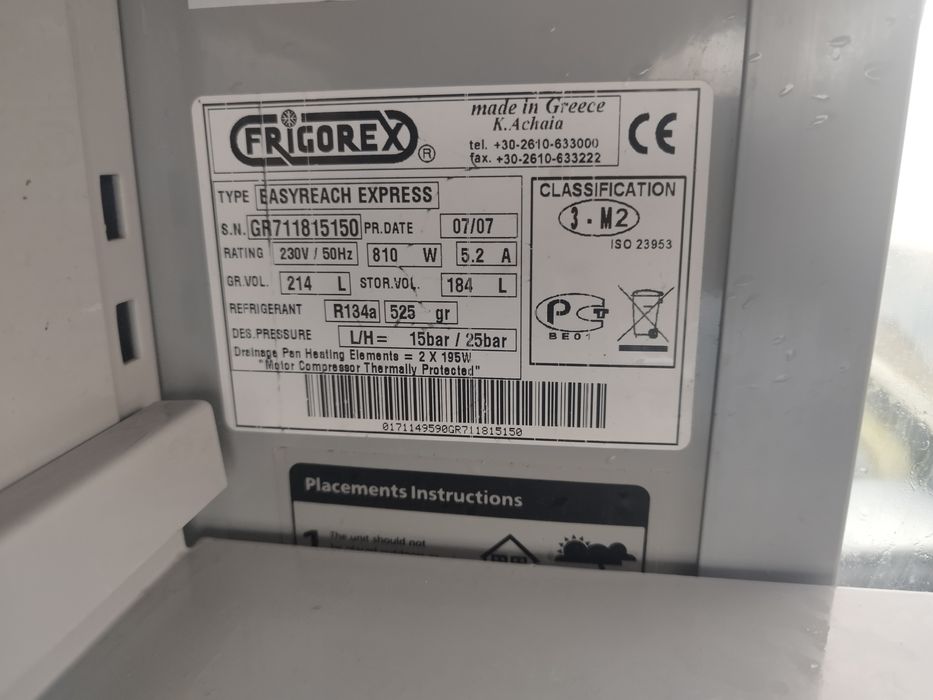 FRIGOREX ®
made in Greece
K.Achaia
tel. +30-2610-633000
fax. +30-2610-633222
CE
TYPE EASYREACH EXPRESS
S.N. GR711815150 PR.DATE 07/07
RATING 230V / 50Hz 810 W 5.2 A
GR.VOL. 214 L STOR.VOL. 184 L
REFRIGERANT R134a 525 gr
DES.PRESSURE L/H= 15bar / 25bar
Drainage Pan Heating Elements = 2 X 195W
"Motor Compressor Thermally Protected"
CLASSIFICATION
3 - M2
ISO 23953
PCT
BE01
0171149590GR711815150
Placements Instructions
1 The unit should not